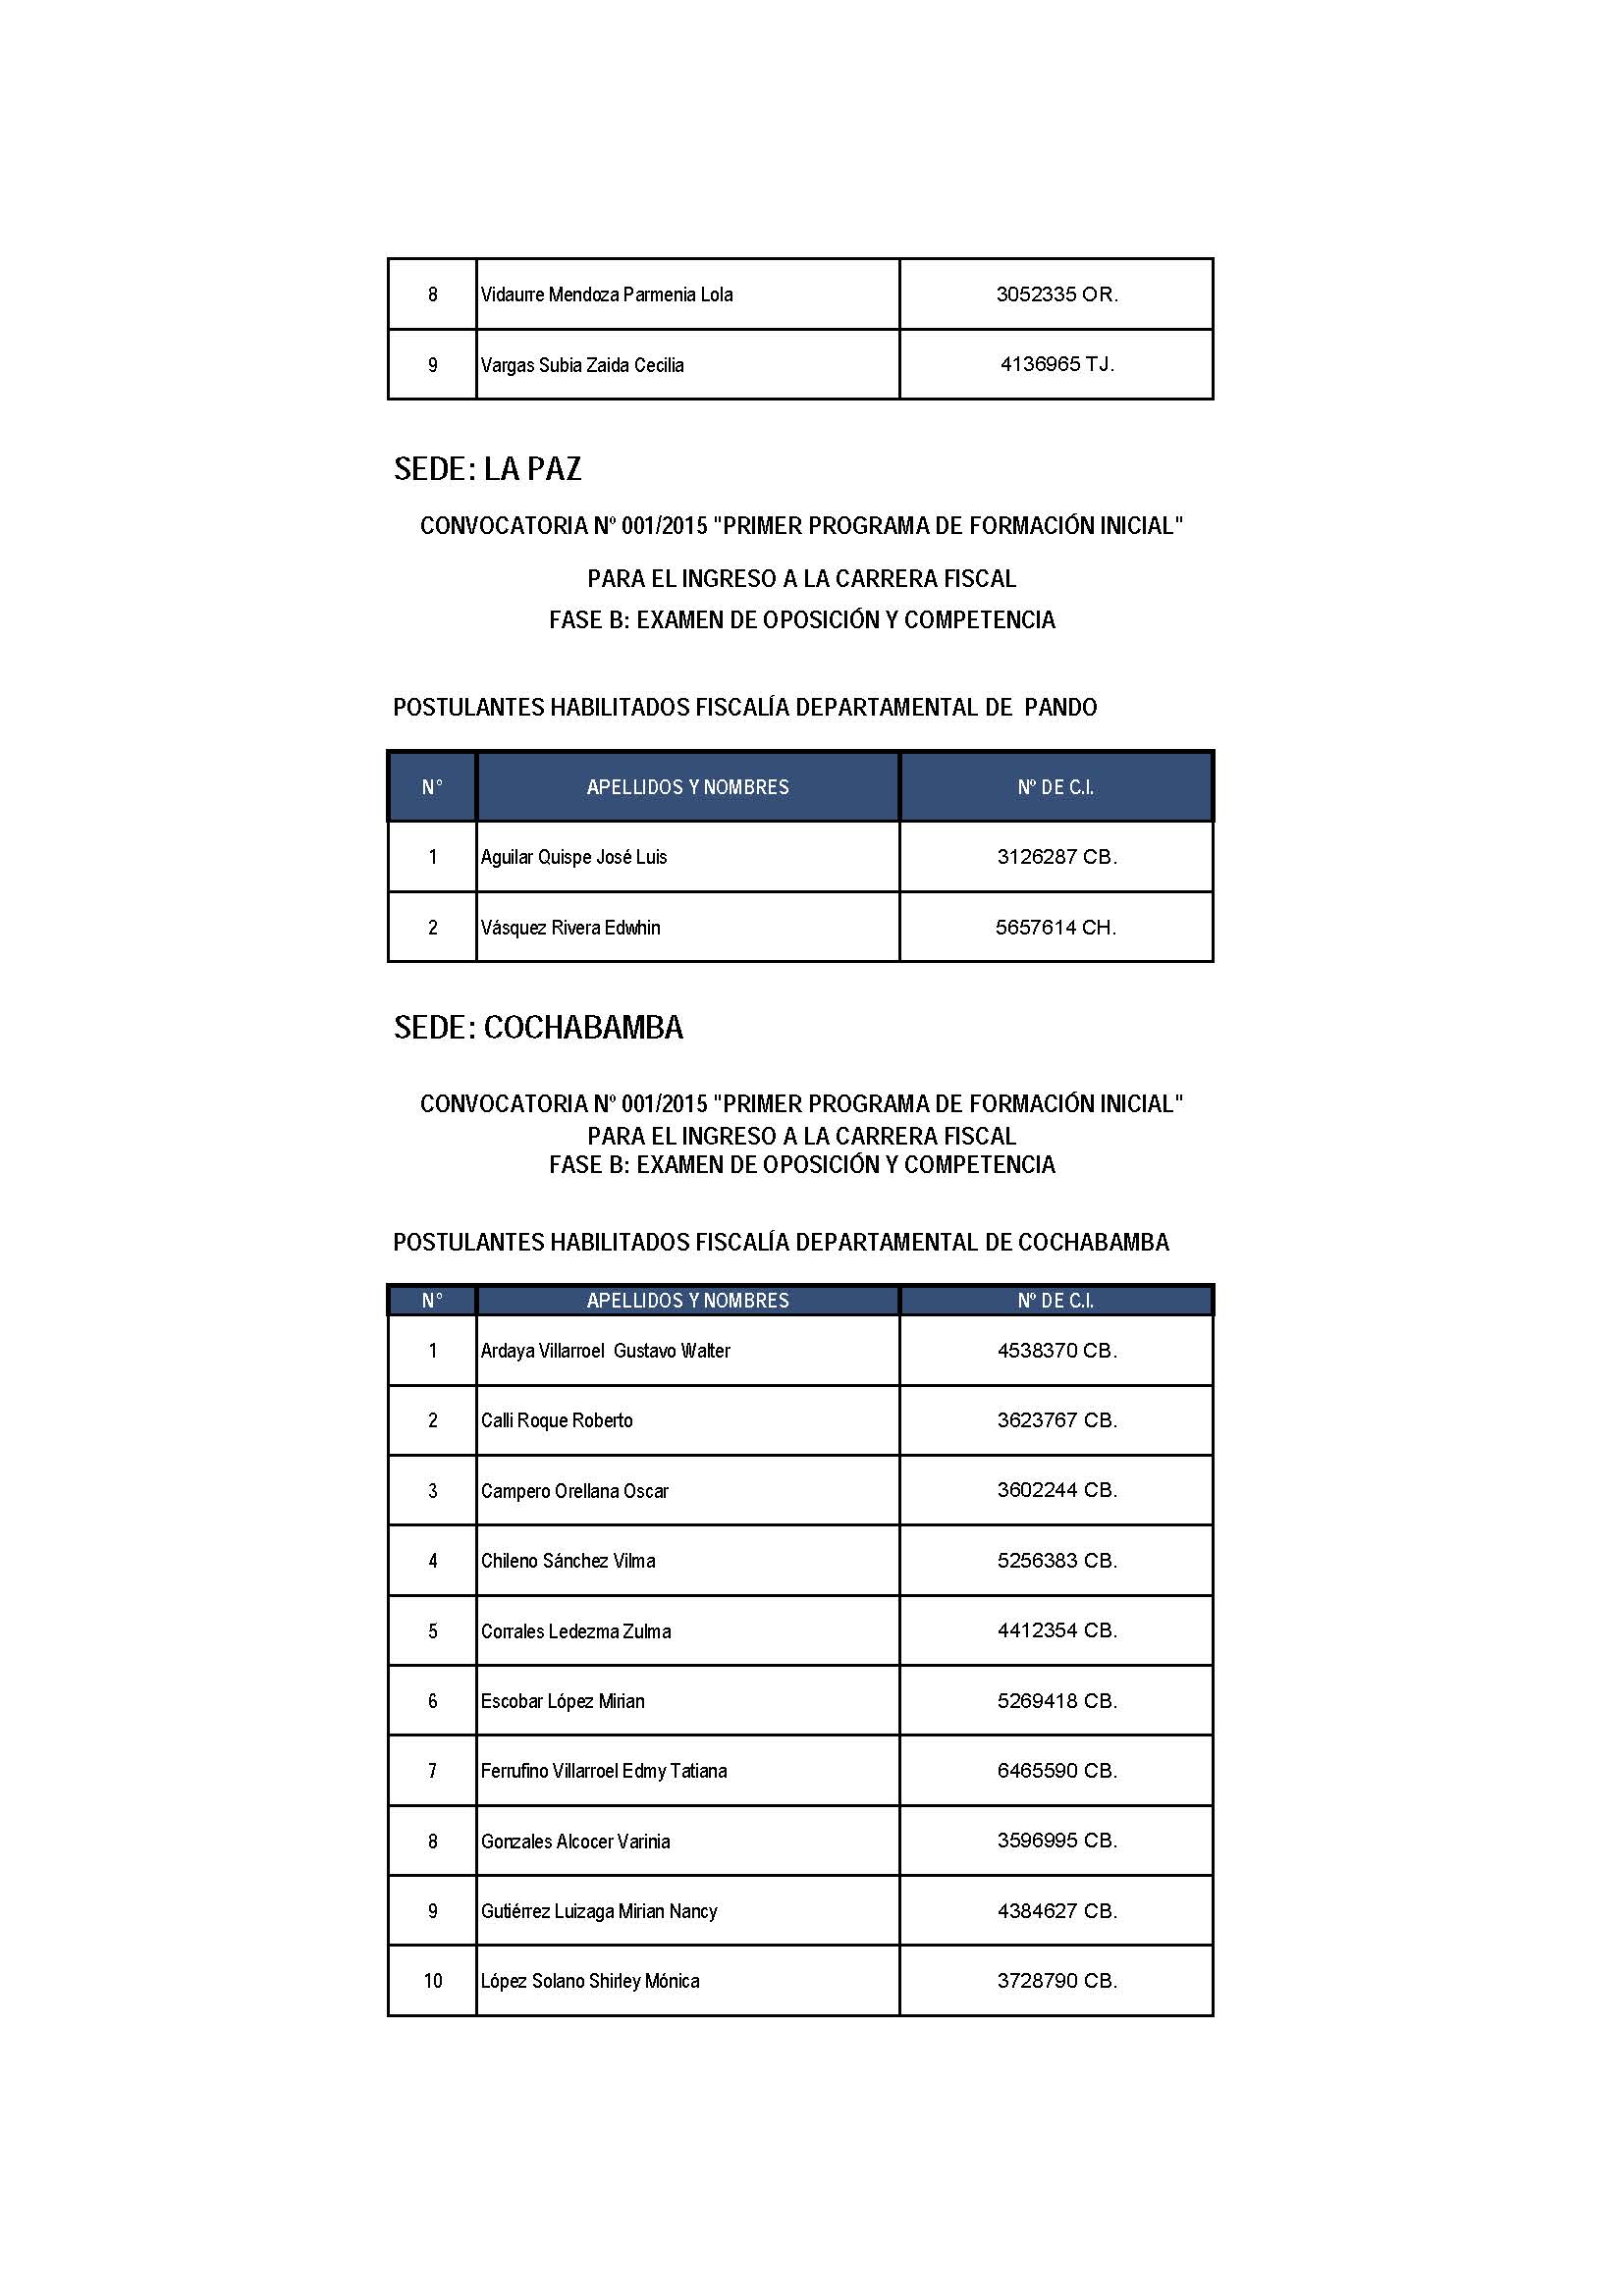 8 Vidaurre Mendoza Parmenia Lola 3052335 OR.
9 Vargas Subia Zaida Cecilia 4136965 TJ.
SEDE: LA PAZ
CONVOCATORIA Nº 001/2015 "PRIMER PROGRAMA DE FORMACIÓN INICIAL"
PARA EL INGRESO A LA CARRERA FISCAL
FASE B: EXAMEN DE OPOSICIÓN Y COMPETENCIA
POSTULANTES HABILITADOS FISCALÍA DEPARTAMENTAL DE  PANDO
N° APELLIDOS Y NOMBRES Nº DE C.I.
1 Aguilar Quispe José Luis 3126287 CB.
2 Vásquez Rivera Edwhin 5657614 CH.
SEDE: COCHABAMBA
CONVOCATORIA Nº 001/2015 "PRIMER PROGRAMA DE FORMACIÓN INICIAL"
PARA EL INGRESO A LA CARRERA FISCAL
FASE B: EXAMEN DE OPOSICIÓN Y COMPETENCIA
POSTULANTES HABILITADOS FISCALÍA DEPARTAMENTAL DE COCHABAMBA
N° APELLIDOS Y NOMBRES Nº DE C.I.
1 Ardaya Villarroel  Gustavo Walter 4538370 CB.
2 Calli Roque Roberto 3623767 CB.
3 Campero Orellana Oscar 3602244 CB.
4 Chileno Sánchez Vilma 5256383 CB.
5 Corrales Ledezma Zulma 4412354 CB.
6 Escobar López Mirian 5269418 CB.
7 Ferrufino Villarroel Edmy Tatiana 6465590 CB.
8 Gonzales Alcocer Varinia 3596995 CB.
9 Gutiérrez Luizaga Mirian Nancy 4384627 CB.
10 López Solano Shirley Mónica 3728790 CB.